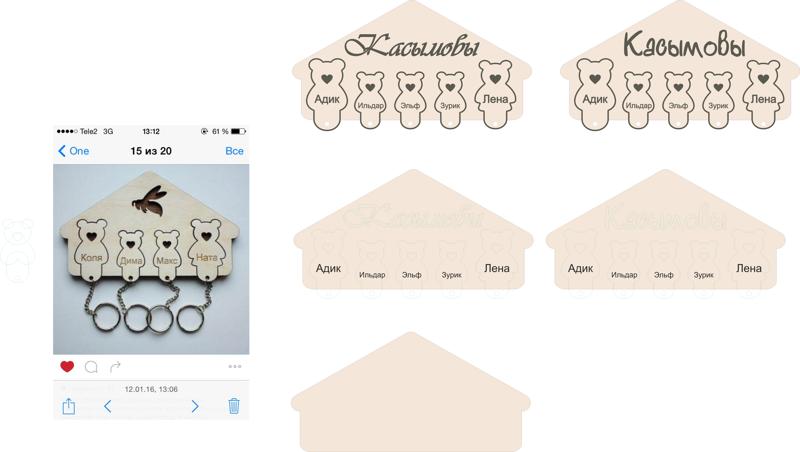 Касымовы
Адик Ильдар Эльф Зурик Лена
Касымовы
Адик Ильдар Эльф Зурик Лена
Tele2 3G 13:12 61 %
One 15 из 20 Все
Коля Дима Макс Ната
12.01.16, 13:06
Касымовы
Адик Ильдар Эльф Зурик Лена
Касымовы
Адик Ильдар Эльф Зурик Лена